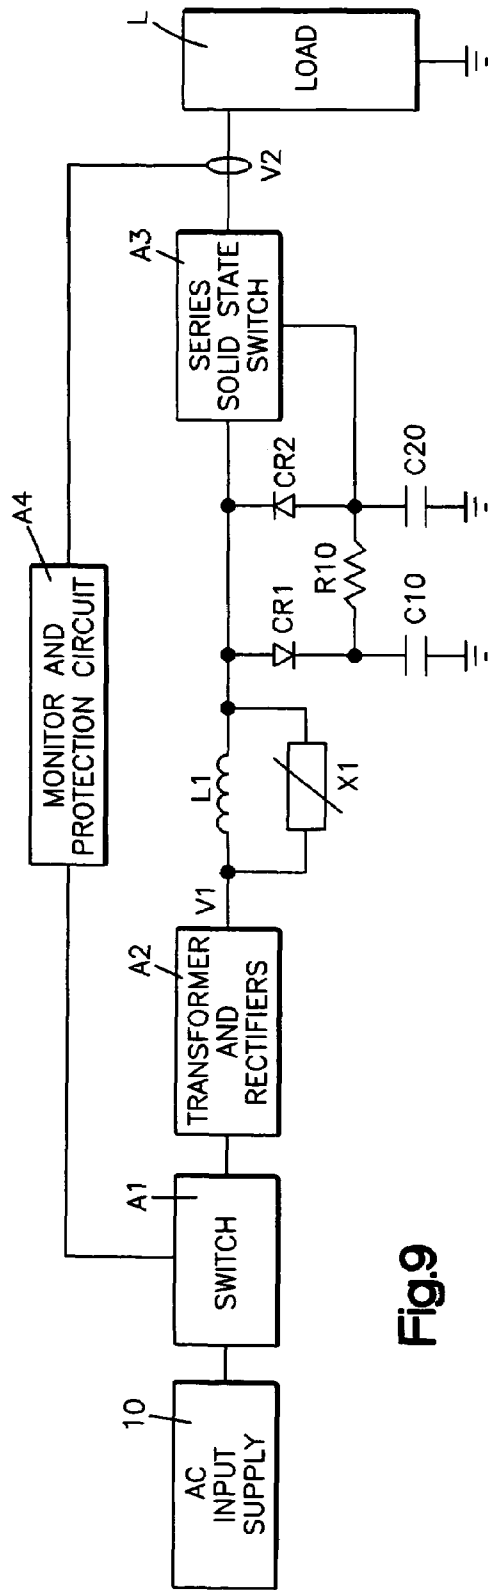 10
AC
INPUT
SUPPLY
A1
SWITCH
A2
TRANSFORMER
AND
RECTIFIERS
V1
L1
X1
A4
MONITOR AND
PROTECTION CIRCUIT
CR1
CR2
R10
C10
C20
A3
SERIES
SOLID STATE
SWITCH
V2
L
LOAD
Fig.9